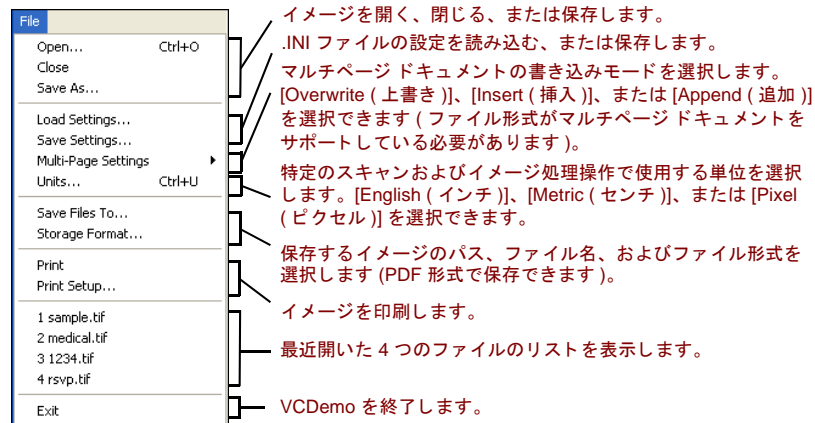 File
Open... Ctrl+O
Close
Save As...
Load Settings...
Save Settings...
Multi-Page Settings
Units... Ctrl+U
Save Files To...
Storage Format...
Print
Print Setup...
1 sample.tif
2 medical.tif
3 1234.tif
4 rsvp.tif
Exit
イメージを開く、閉じる、または保存します。
.INI ファイルの設定を読み込む、または保存します。
マルチページ ドキュメントの書き込みモードを選択します。
[Overwrite ( 上書き )]、[Insert ( 挿入 )]、または [Append ( 追加 )]
を選択できます ( ファイル形式がマルチページ ドキュメントを
サポートしている必要があります )。
特定のスキャンおよびイメージ処理操作で使用する単位を選択
します。[English ( インチ )]、[Metric ( センチ )]、または [Pixel
( ピクセル )] を選択できます。
保存するイメージのパス、ファイル名、およびファイル形式を
選択します (PDF 形式で保存できます )。
イメージを印刷します。
最近開いた 4 つのファイルのリストを表示します。
VCDemo を終了します。